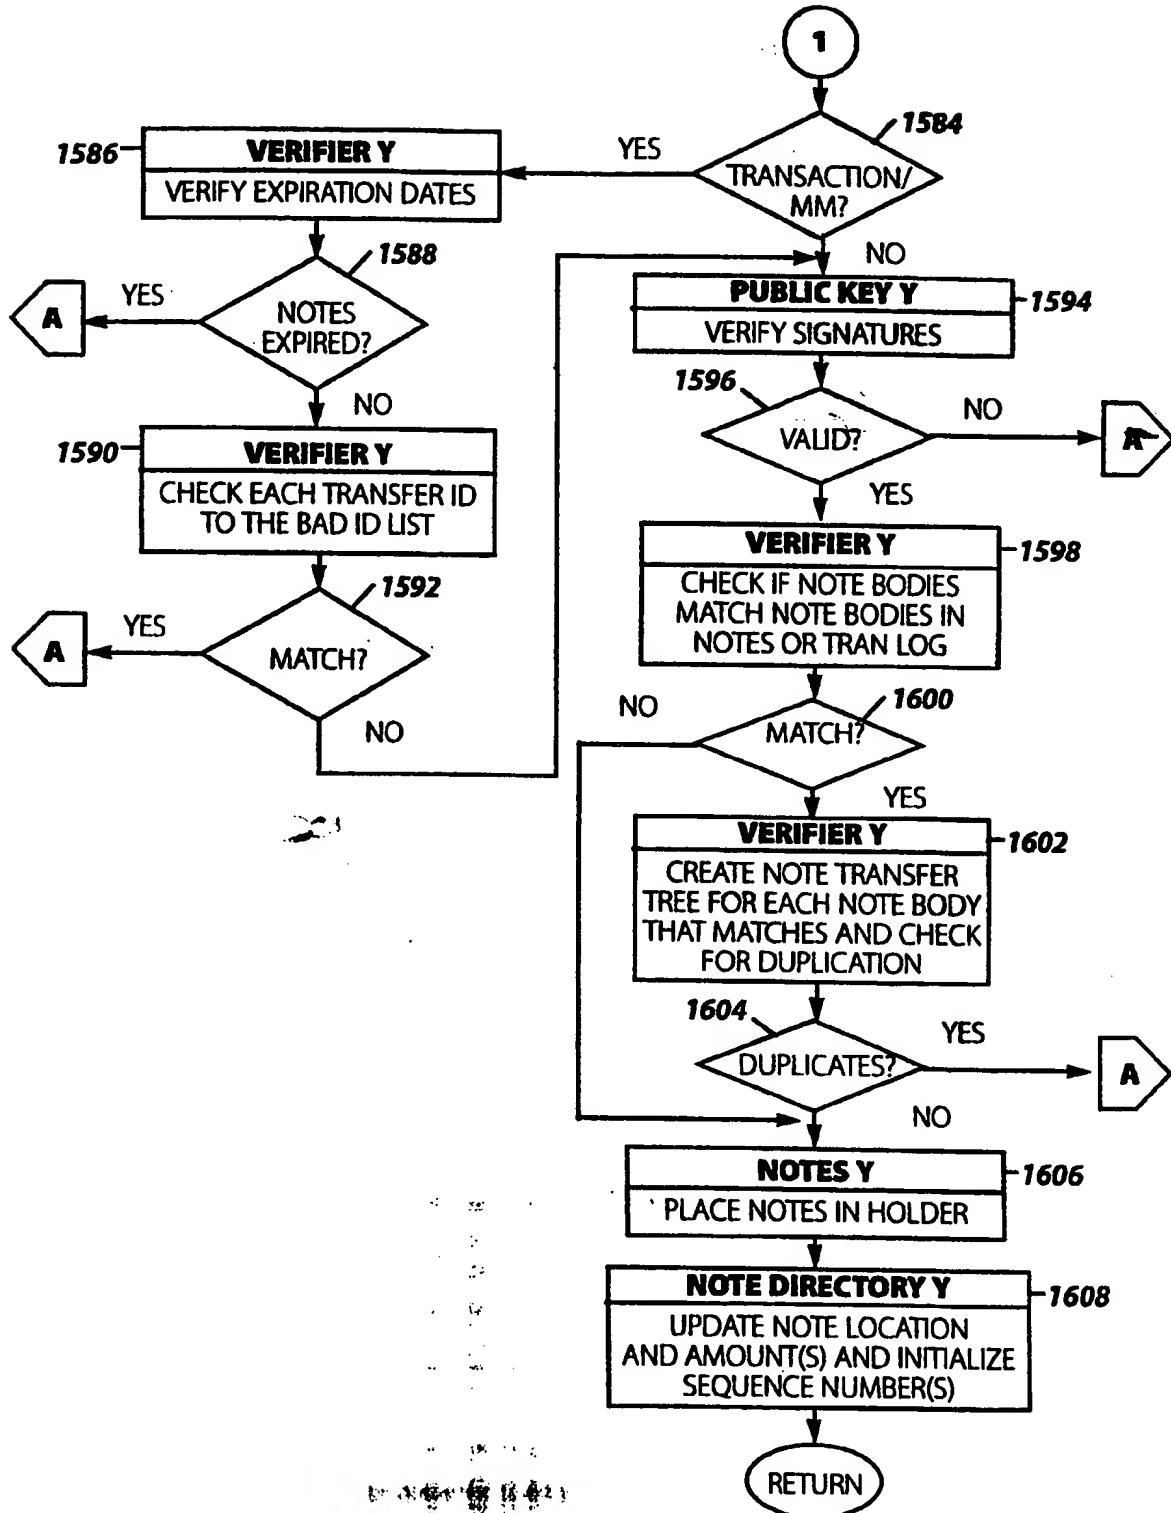 1
1584
TRANSACTION/
MM?
YES
NO
1586
VERIFIER Y
VERIFY EXPIRATION DATES
1588
NOTES
EXPIRED?
YES
A
NO
1590
VERIFIER Y
CHECK EACH TRANSFER ID
TO THE BAD ID LIST
1592
MATCH?
YES
A
NO
PUBLIC KEY Y
1594
VERIFY SIGNATURES
1596
VALID?
NO
A
YES
VERIFIER Y
1598
CHECK IF NOTE BODIES
MATCH NOTE BODIES IN
NOTES OR TRAN LOG
1600
MATCH?
NO
YES
VERIFIER Y
1602
CREATE NOTE TRANSFER
TREE FOR EACH NOTE BODY
THAT MATCHES AND CHECK
FOR DUPLICATION
1604
DUPLICATES?
YES
A
NO
NOTES Y
1606
PLACE NOTES IN HOLDER
NOTE DIRECTORY Y
1608
UPDATE NOTE LOCATION
AND AMOUNT(S) AND INITIALIZE
SEQUENCE NUMBER(S)
RETURN